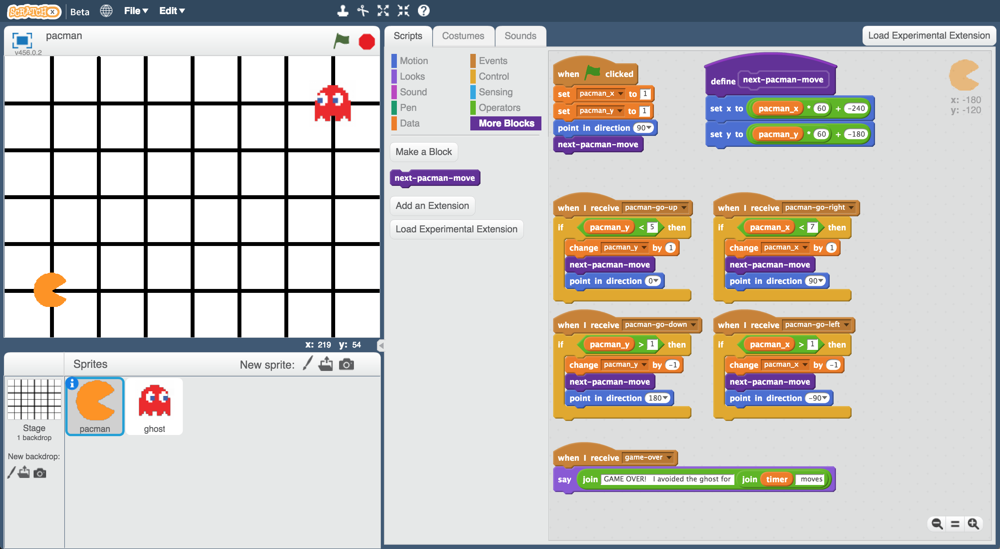 SCRATCH X
Beta
File
Edit
pacman
v456.0.2
x: 219 y: 54
Sprites
New sprite:
Stage
1 backdrop
New backdrop:
pacman
ghost
Scripts
Costumes
Sounds
Load Experimental Extension
Motion
Looks
Sound
Pen
Data
Events
Control
Sensing
Operators
More Blocks
Make a Block
next-pacman-move
Add an Extension
Load Experimental Extension
when clicked
set pacman_x to 1
set pacman_y to 1
point in direction 90
next-pacman-move
define next-pacman-move
set x to pacman_x * 60 + -240
set y to pacman_y * 60 + -180
x: -180
y: -120
when I receive pacman-go-up
if pacman_y < 5 then
change pacman_y by 1
next-pacman-move
point in direction 0
when I receive pacman-go-right
if pacman_x < 7 then
change pacman_x by 1
next-pacman-move
point in direction 90
when I receive pacman-go-down
if pacman_y > 1 then
change pacman_y by -1
next-pacman-move
point in direction 180
when I receive pacman-go-left
if pacman_x > 1 then
change pacman_x by -1
next-pacman-move
point in direction -90
when I receive game-over
say join GAME OVER! I avoided the ghost for join timer moves